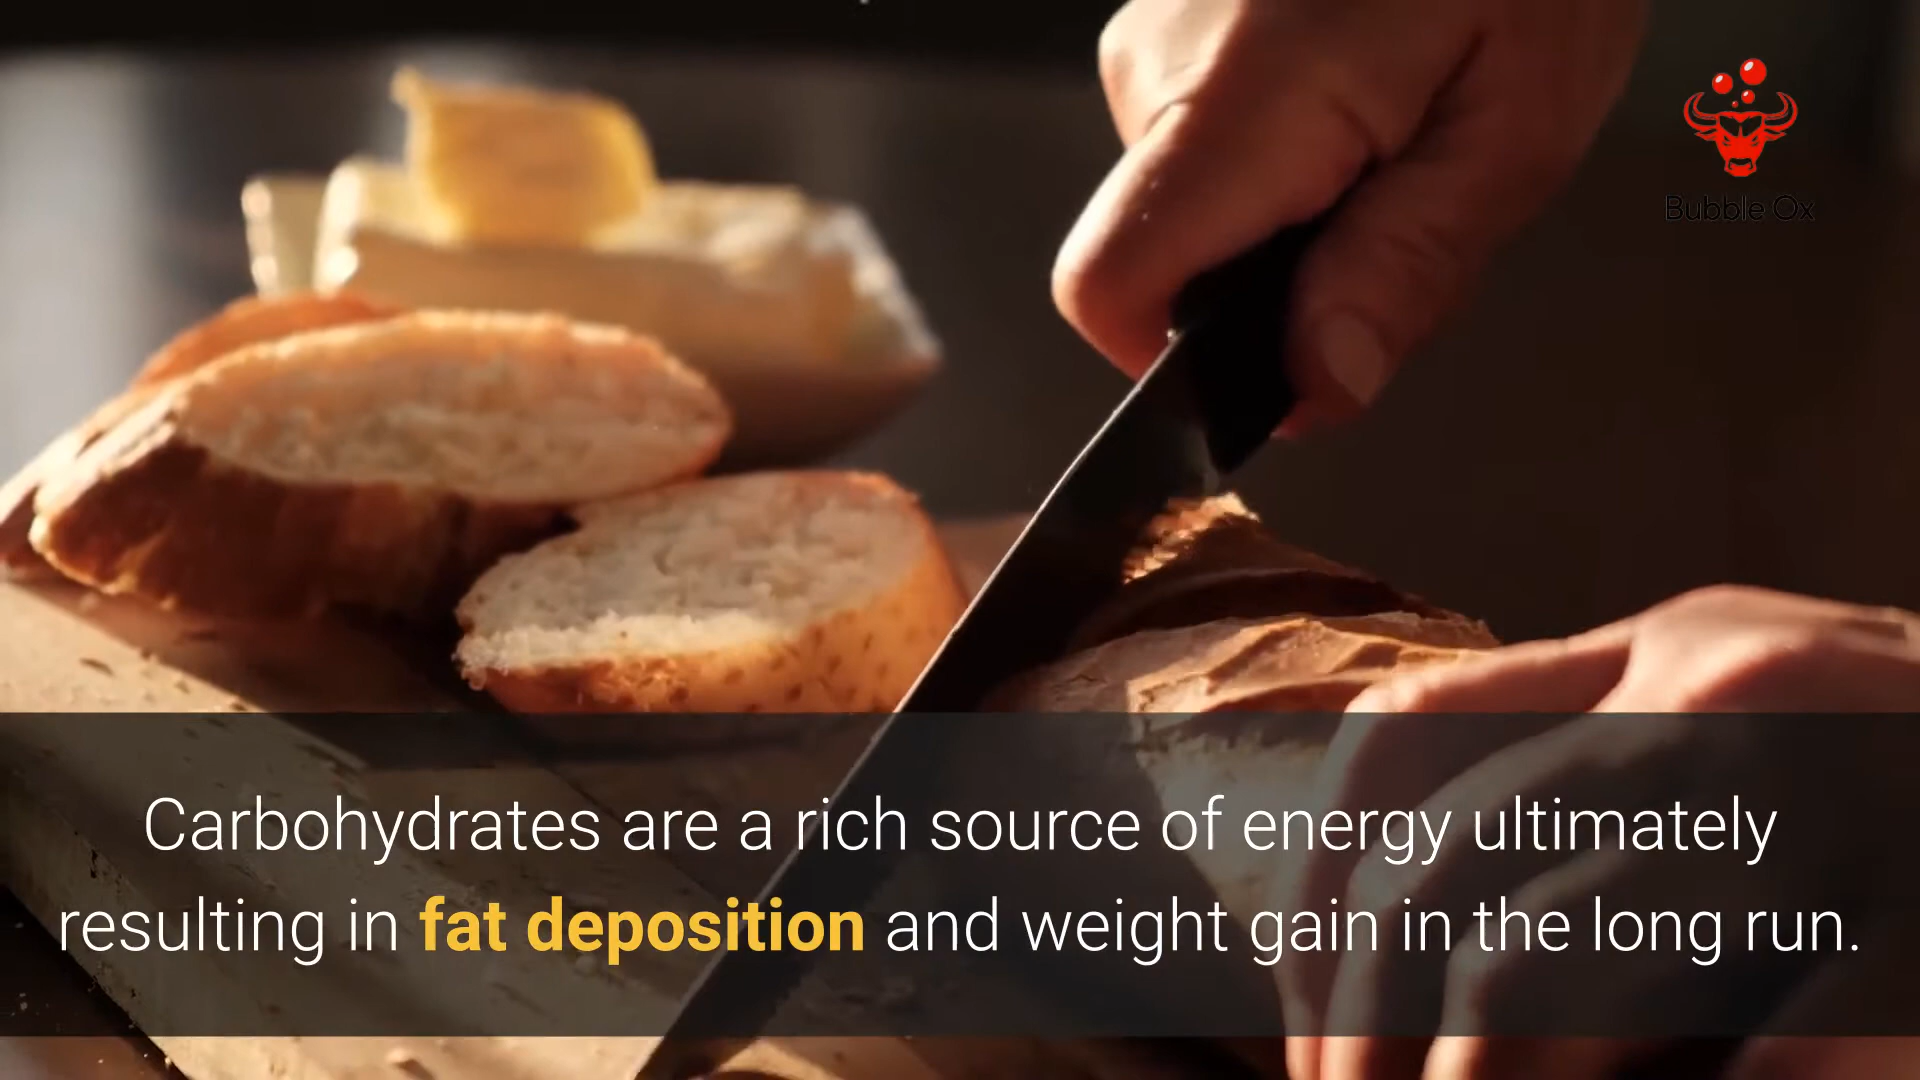 Bubble Ox
Carbohydrates are a rich source of energy ultimately
resulting in fat deposition and weight gain in the long run.